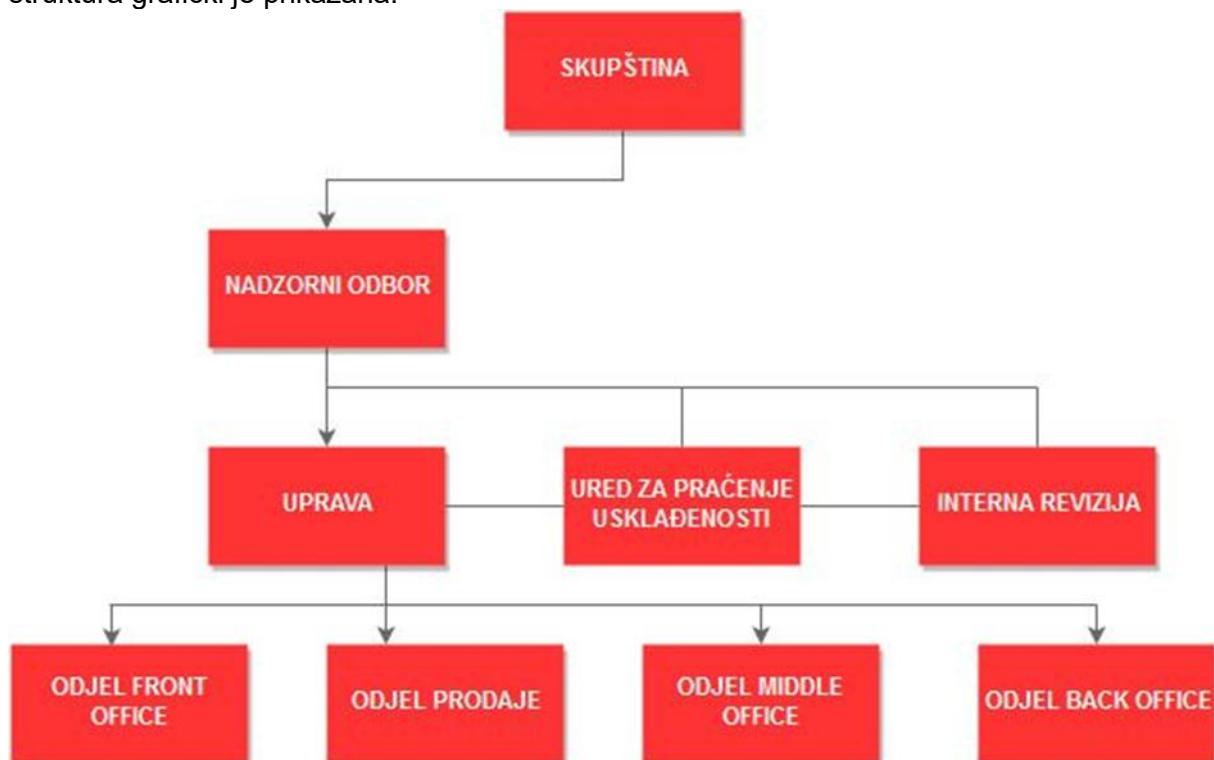 struktura grafički je prikazana:
SKUPŠTINA
NADZORNI ODBOR
UPRAVA
URED ZA PRAĆENJE
USKLAĐENOSTI
INTERNA REVIZIJA
ODJEL FRONT
OFFICE
ODJEL PRODAJE
ODJEL MIDDLE
OFFICE
ODJEL BACK OFFICE